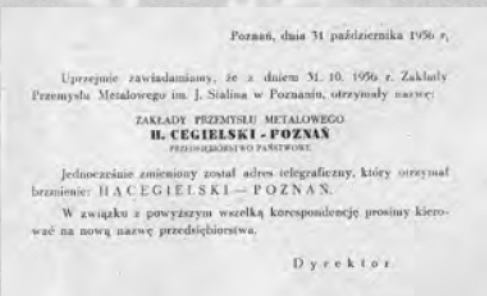 Poznań, dnia 31 października 1956 r.
Uprzejmie zawiadamiamy, że z dniem 31. 10. 1956 r. Zakłady
Przemysłu Metalowego im. J. Stalina w Poznaniu, otrzymały nazwę:
ZAKŁADY PRZEMYSŁU METALOWEGO
H. CEGIELSKI - POZNAŃ
PRZEDSIĘBIORSTWO PAŃSTWOWE
Jednocześnie zmieniony został adres telegraficzny, który otrzymał
brzmienie: HACEGIELSKI — POZNAŃ.
W związku z powyższym wszelką korespondencję prosimy kiero-
wać na nową nazwę przedsiębiorstwa.
Dyrektor